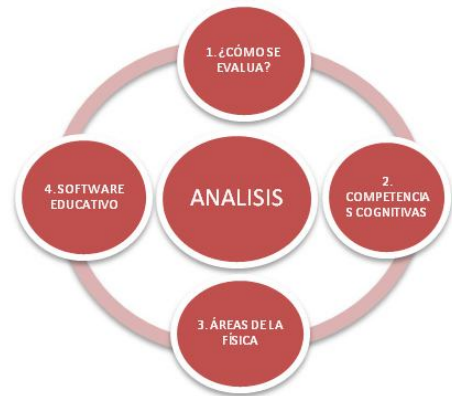 1. ¿CÓMO SE
EVALUA?
4. SOFTWARE
EDUCATIVO
ANALISIS
2.
COMPETENCIA
S COGNITIVAS
3. ÁREAS DE LA
FÍSICA